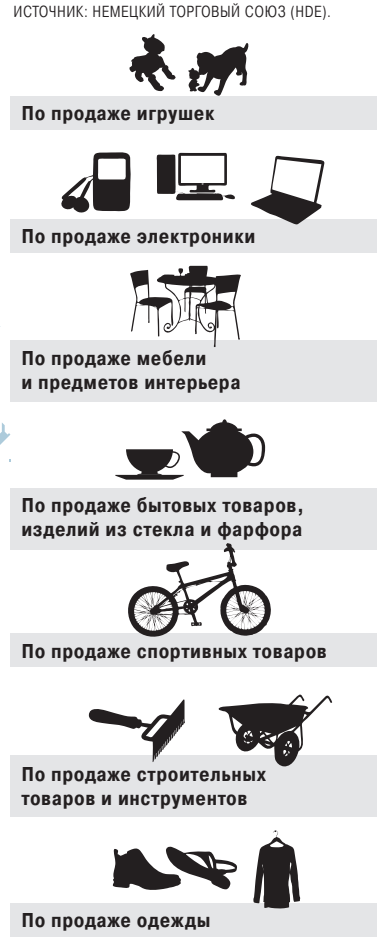 ИСТОЧНИК: НЕМЕЦКИЙ ТОРГОВЫЙ СОЮЗ (HDE).
По продаже игрушек
По продаже электроники
По продаже мебели
и предметов интерьера
По продаже бытовых товаров,
изделий из стекла и фарфора
По продаже спортивных товаров
По продаже строительных
товаров и инструментов
По продаже одежды